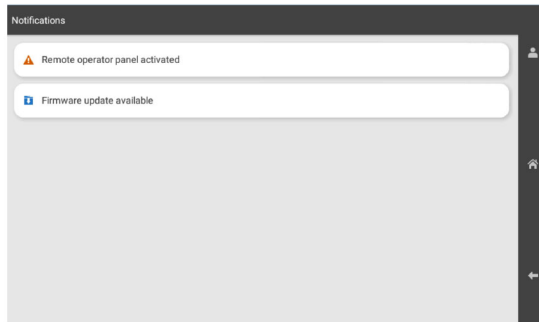 Notifications
Remote operator panel activated
Firmware update available